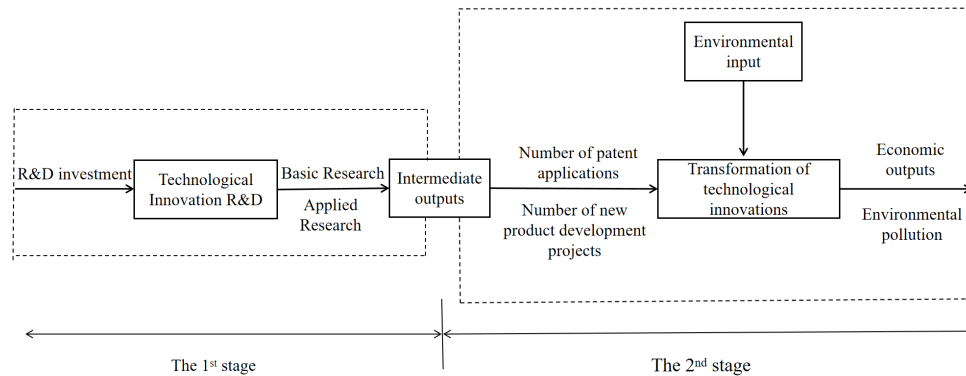 Environmental
input
R&D investment
Technological
Innovation R&D
Basic Research
Applied
Research
Intermediate
outputs
Number of patent
applications
Number of new
product development
projects
Transformation of
technological
innovations
Economic
outputs
Environmental
pollution
The 1st stage
The 2nd stage